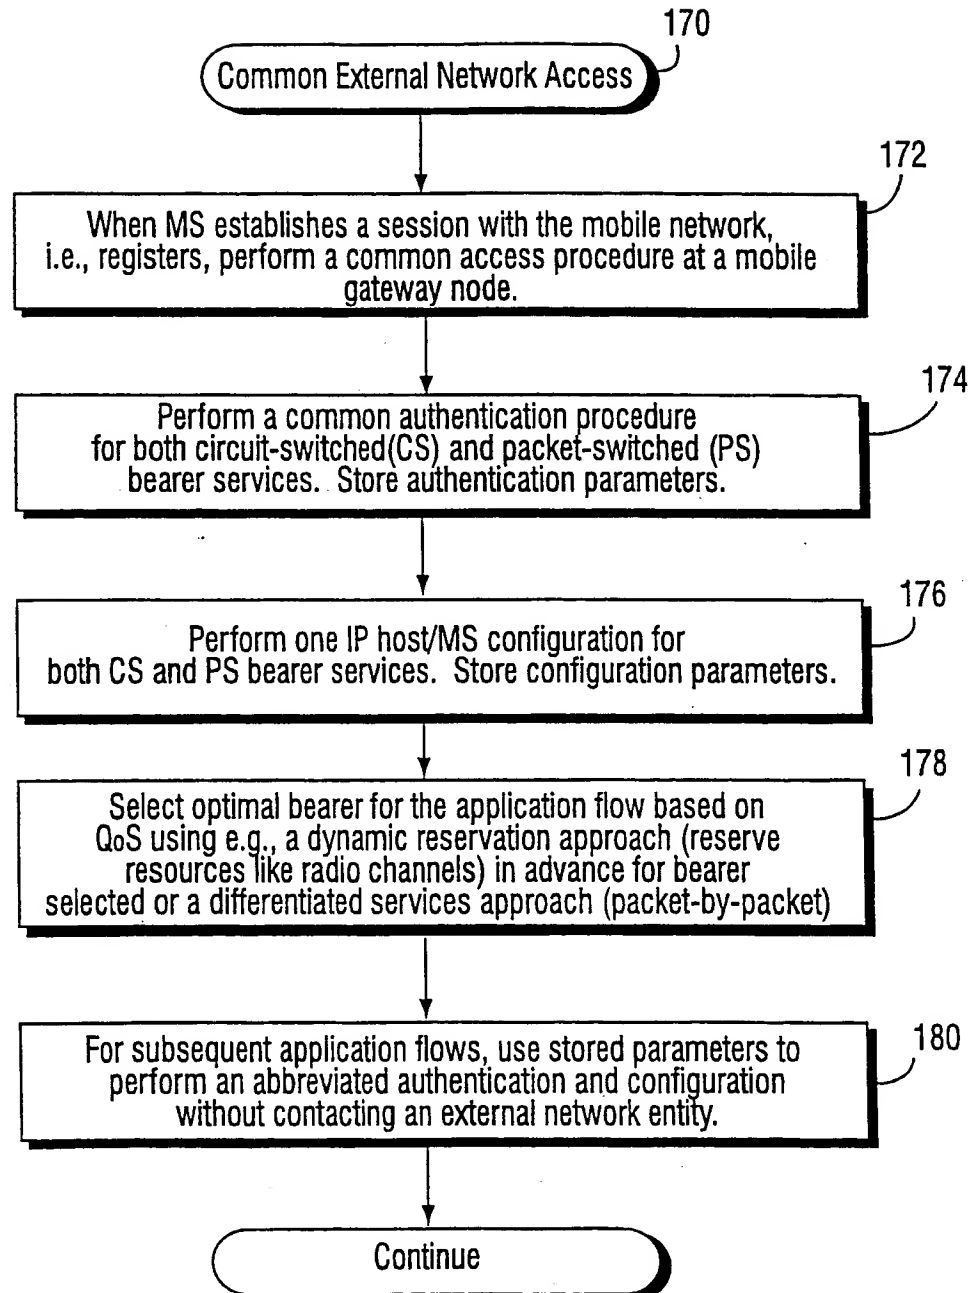 170
Common External Network Access
172
When MS establishes a session with the mobile network,
i.e., registers, perform a common access procedure at a mobile
gateway node.
174
Perform a common authentication procedure
for both circuit-switched(CS) and packet-switched (PS)
bearer services. Store authentication parameters.
176
Perform one IP host/MS configuration for
both CS and PS bearer services. Store configuration parameters.
178
Select optimal bearer for the application flow based on
QoS using e.g., a dynamic reservation approach (reserve
resources like radio channels) in advance for bearer
selected or a differentiated services approach (packet-by-packet)
180
For subsequent application flows, use stored parameters to
perform an abbreviated authentication and configuration
without contacting an external network entity.
Continue